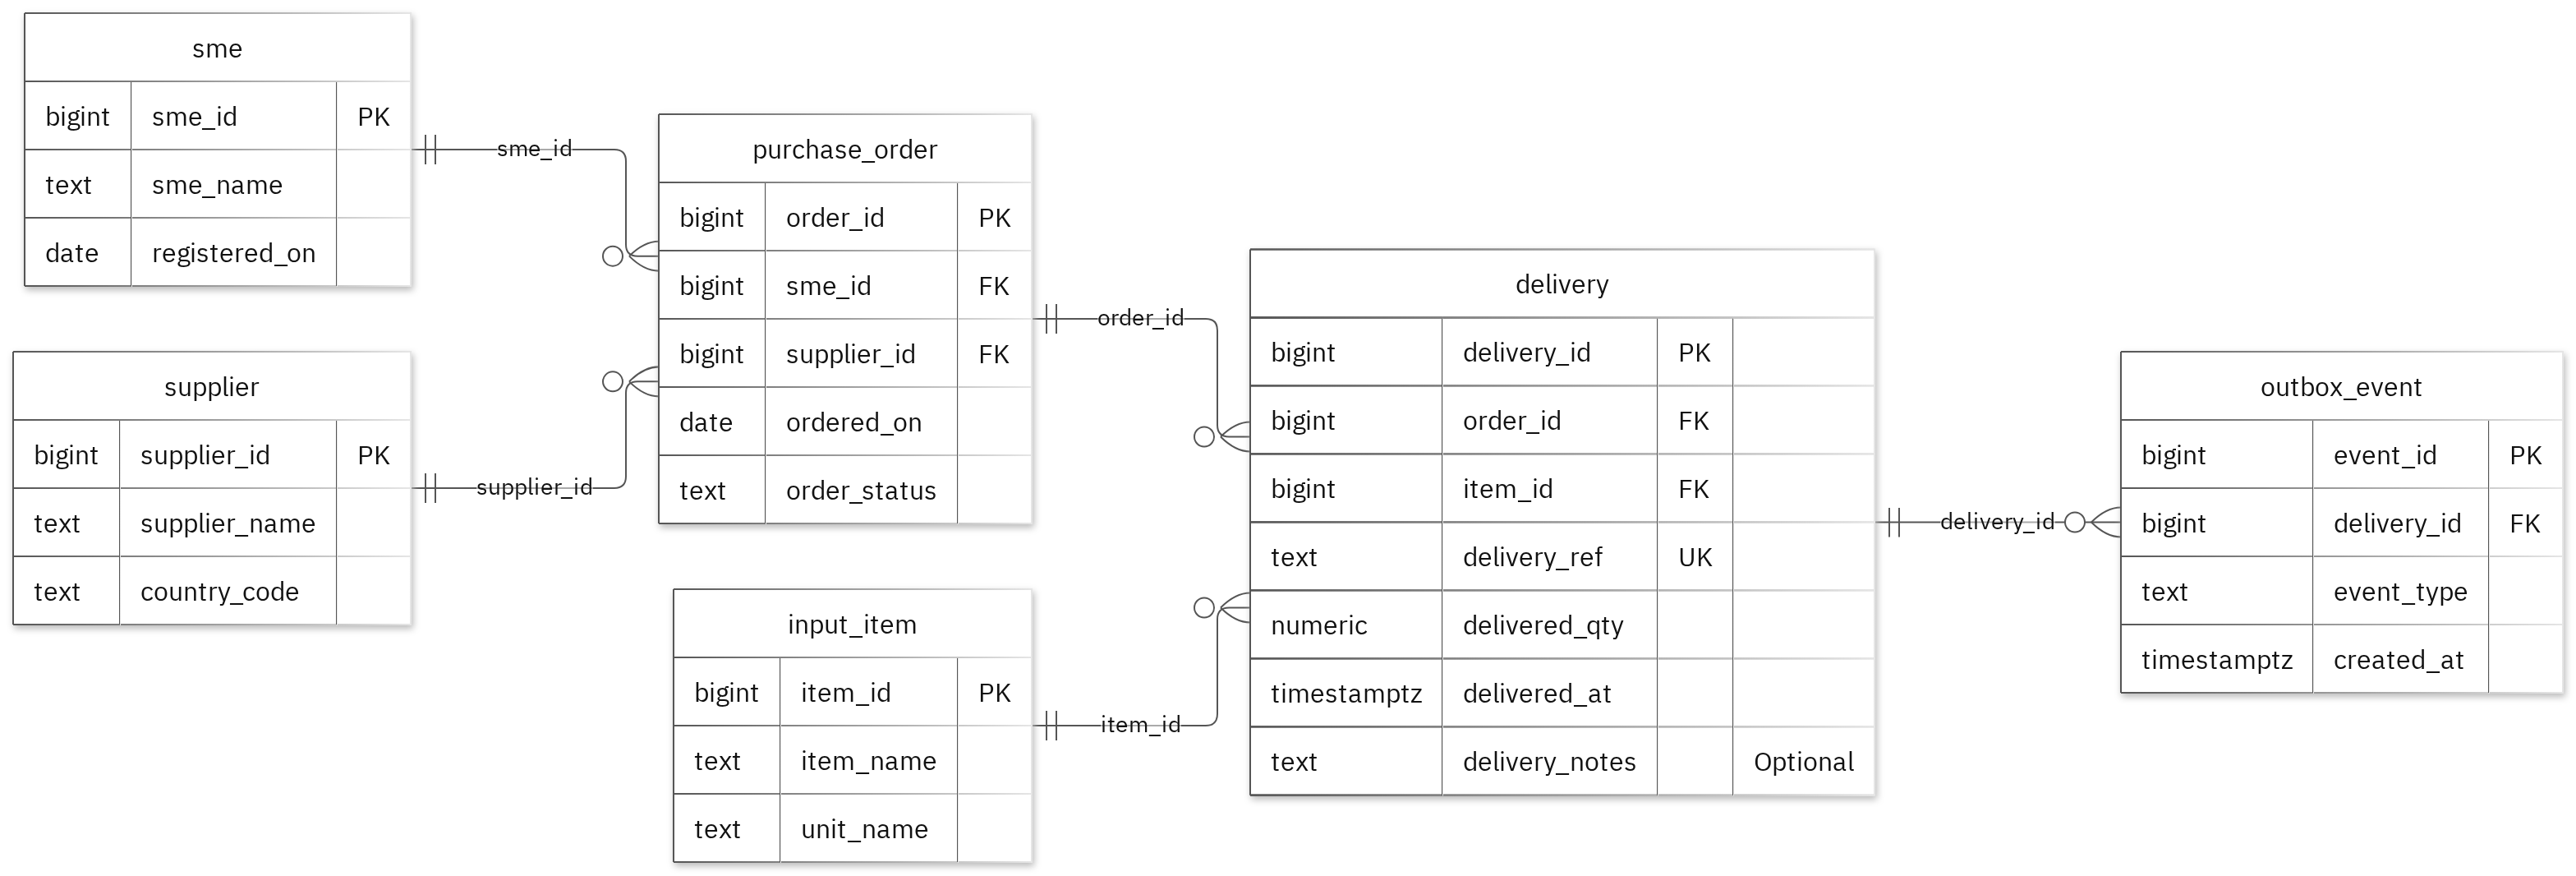 sme
bigint sme_id PK
text sme_name
date registered_on
sme_id
supplier
bigint supplier_id PK
text supplier_name
text country_code
supplier_id
purchase_order
bigint order_id PK
bigint sme_id FK
bigint supplier_id FK
date ordered_on
text order_status
order_id
input_item
bigint item_id PK
text item_name
text unit_name
item_id
delivery
bigint delivery_id PK
bigint order_id FK
bigint item_id FK
text delivery_ref UK
numeric delivered_qty
timestamptz delivered_at
text delivery_notes Optional
delivery_id
outbox_event
bigint event_id PK
bigint delivery_id FK
text event_type
timestamptz created_at